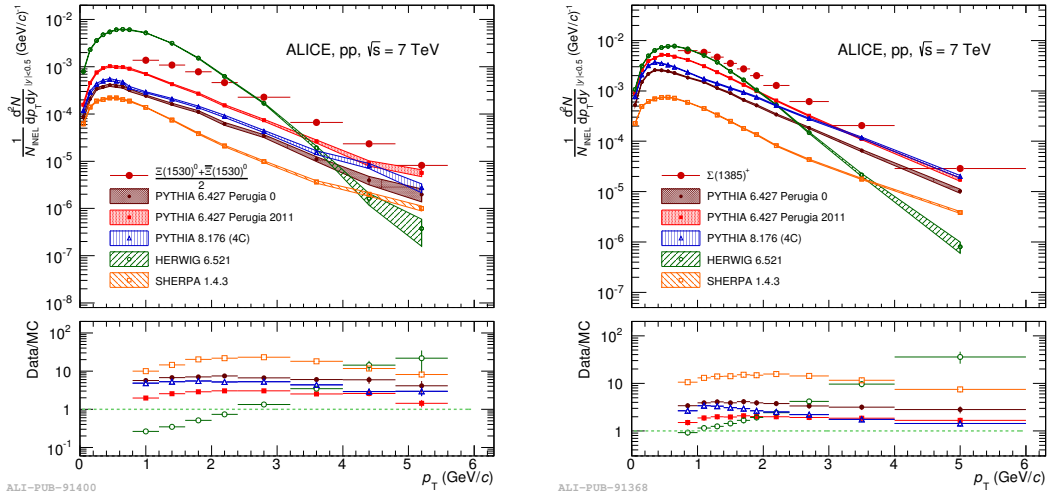 ALICE, pp, √s = 7 TeV
1/N_INEL d²N/dp_T dy |y|<0.5 (GeV/c)⁻¹
10⁻²
10⁻³
10⁻⁴
10⁻⁵
10⁻⁶
10⁻⁷
10⁻⁸
Ξ(1530)⁰+Ξ̅(1530)⁰
2
PYTHIA 6.427 Perugia 0
PYTHIA 6.427 Perugia 2011
PYTHIA 8.176 (4C)
HERWIG 6.521
SHERPA 1.4.3
Data/MC
10²
10
1
10⁻¹
0 1 2 3 4 5 6
p_T (GeV/c)
ALI-PUB-91400
ALICE, pp, √s = 7 TeV
1/N_INEL d²N/dp_T dy |y|<0.5 (GeV/c)⁻¹
10⁻²
10⁻³
10⁻⁴
10⁻⁵
10⁻⁶
10⁻⁷
Σ(1385)⁺
PYTHIA 6.427 Perugia 0
PYTHIA 6.427 Perugia 2011
PYTHIA 8.176 (4C)
HERWIG 6.521
SHERPA 1.4.3
Data/MC
10²
10
1
0 1 2 3 4 5 6
p_T (GeV/c)
ALI-PUB-91368